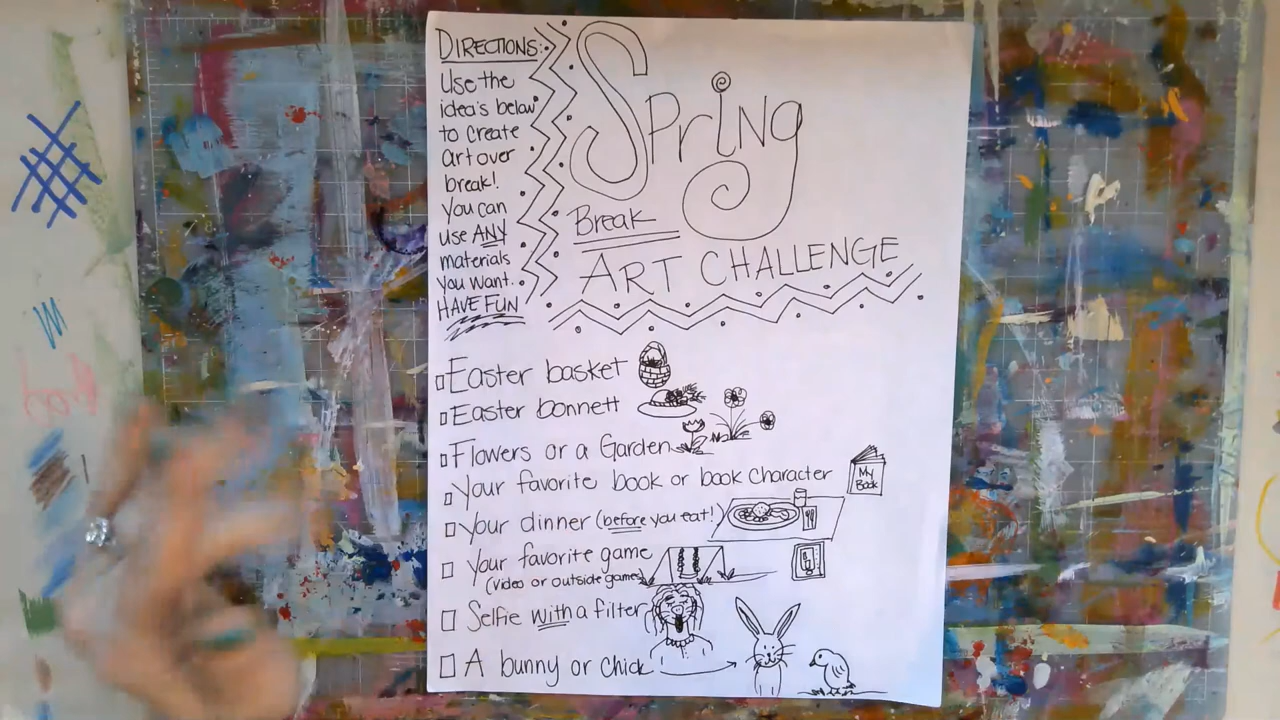 DIRECTIONS:
Use the
idea's below
to create
art over
break!
You can
use ANY
materials
you want.
HAVE FUN
Spring
Break
ART CHALLENGE
Easter basket
Easter bonnett
Flowers or a Garden
Your favorite book or book character
My
Book
Your dinner (before you eat!)
Your favorite game
(video or outside games)
Selfie with a filter
A bunny or chick